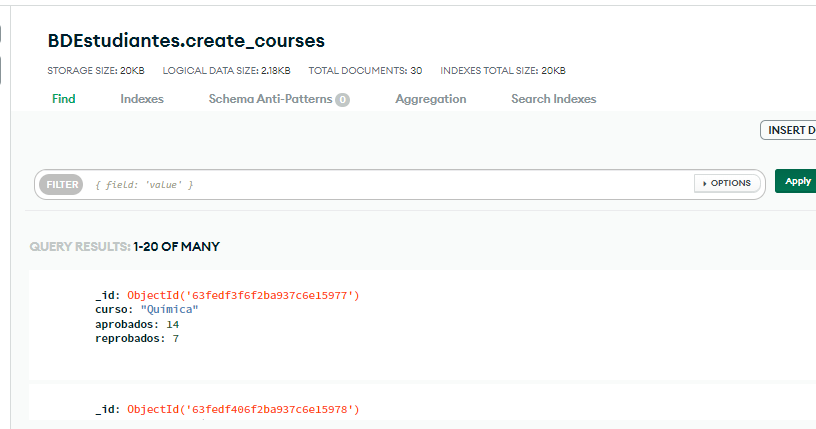 BDEstudiantes.create_courses
STORAGE SIZE: 20KB LOGICAL DATA SIZE: 2.18KB TOTAL DOCUMENTS: 30 INDEXES TOTAL SIZE: 20KB
Find Indexes Schema Anti-Patterns 0 Aggregation Search Indexes
INSERT D
FILTER { field: 'value' } OPTIONS Apply
QUERY RESULTS: 1-20 OF MANY
_id: ObjectId('63fedf3f6f2ba937c6e15977')
curso: "Quimica"
aprobados: 14
reprobados: 7
_id: ObjectId('63fedf406f2ba937c6e15978')